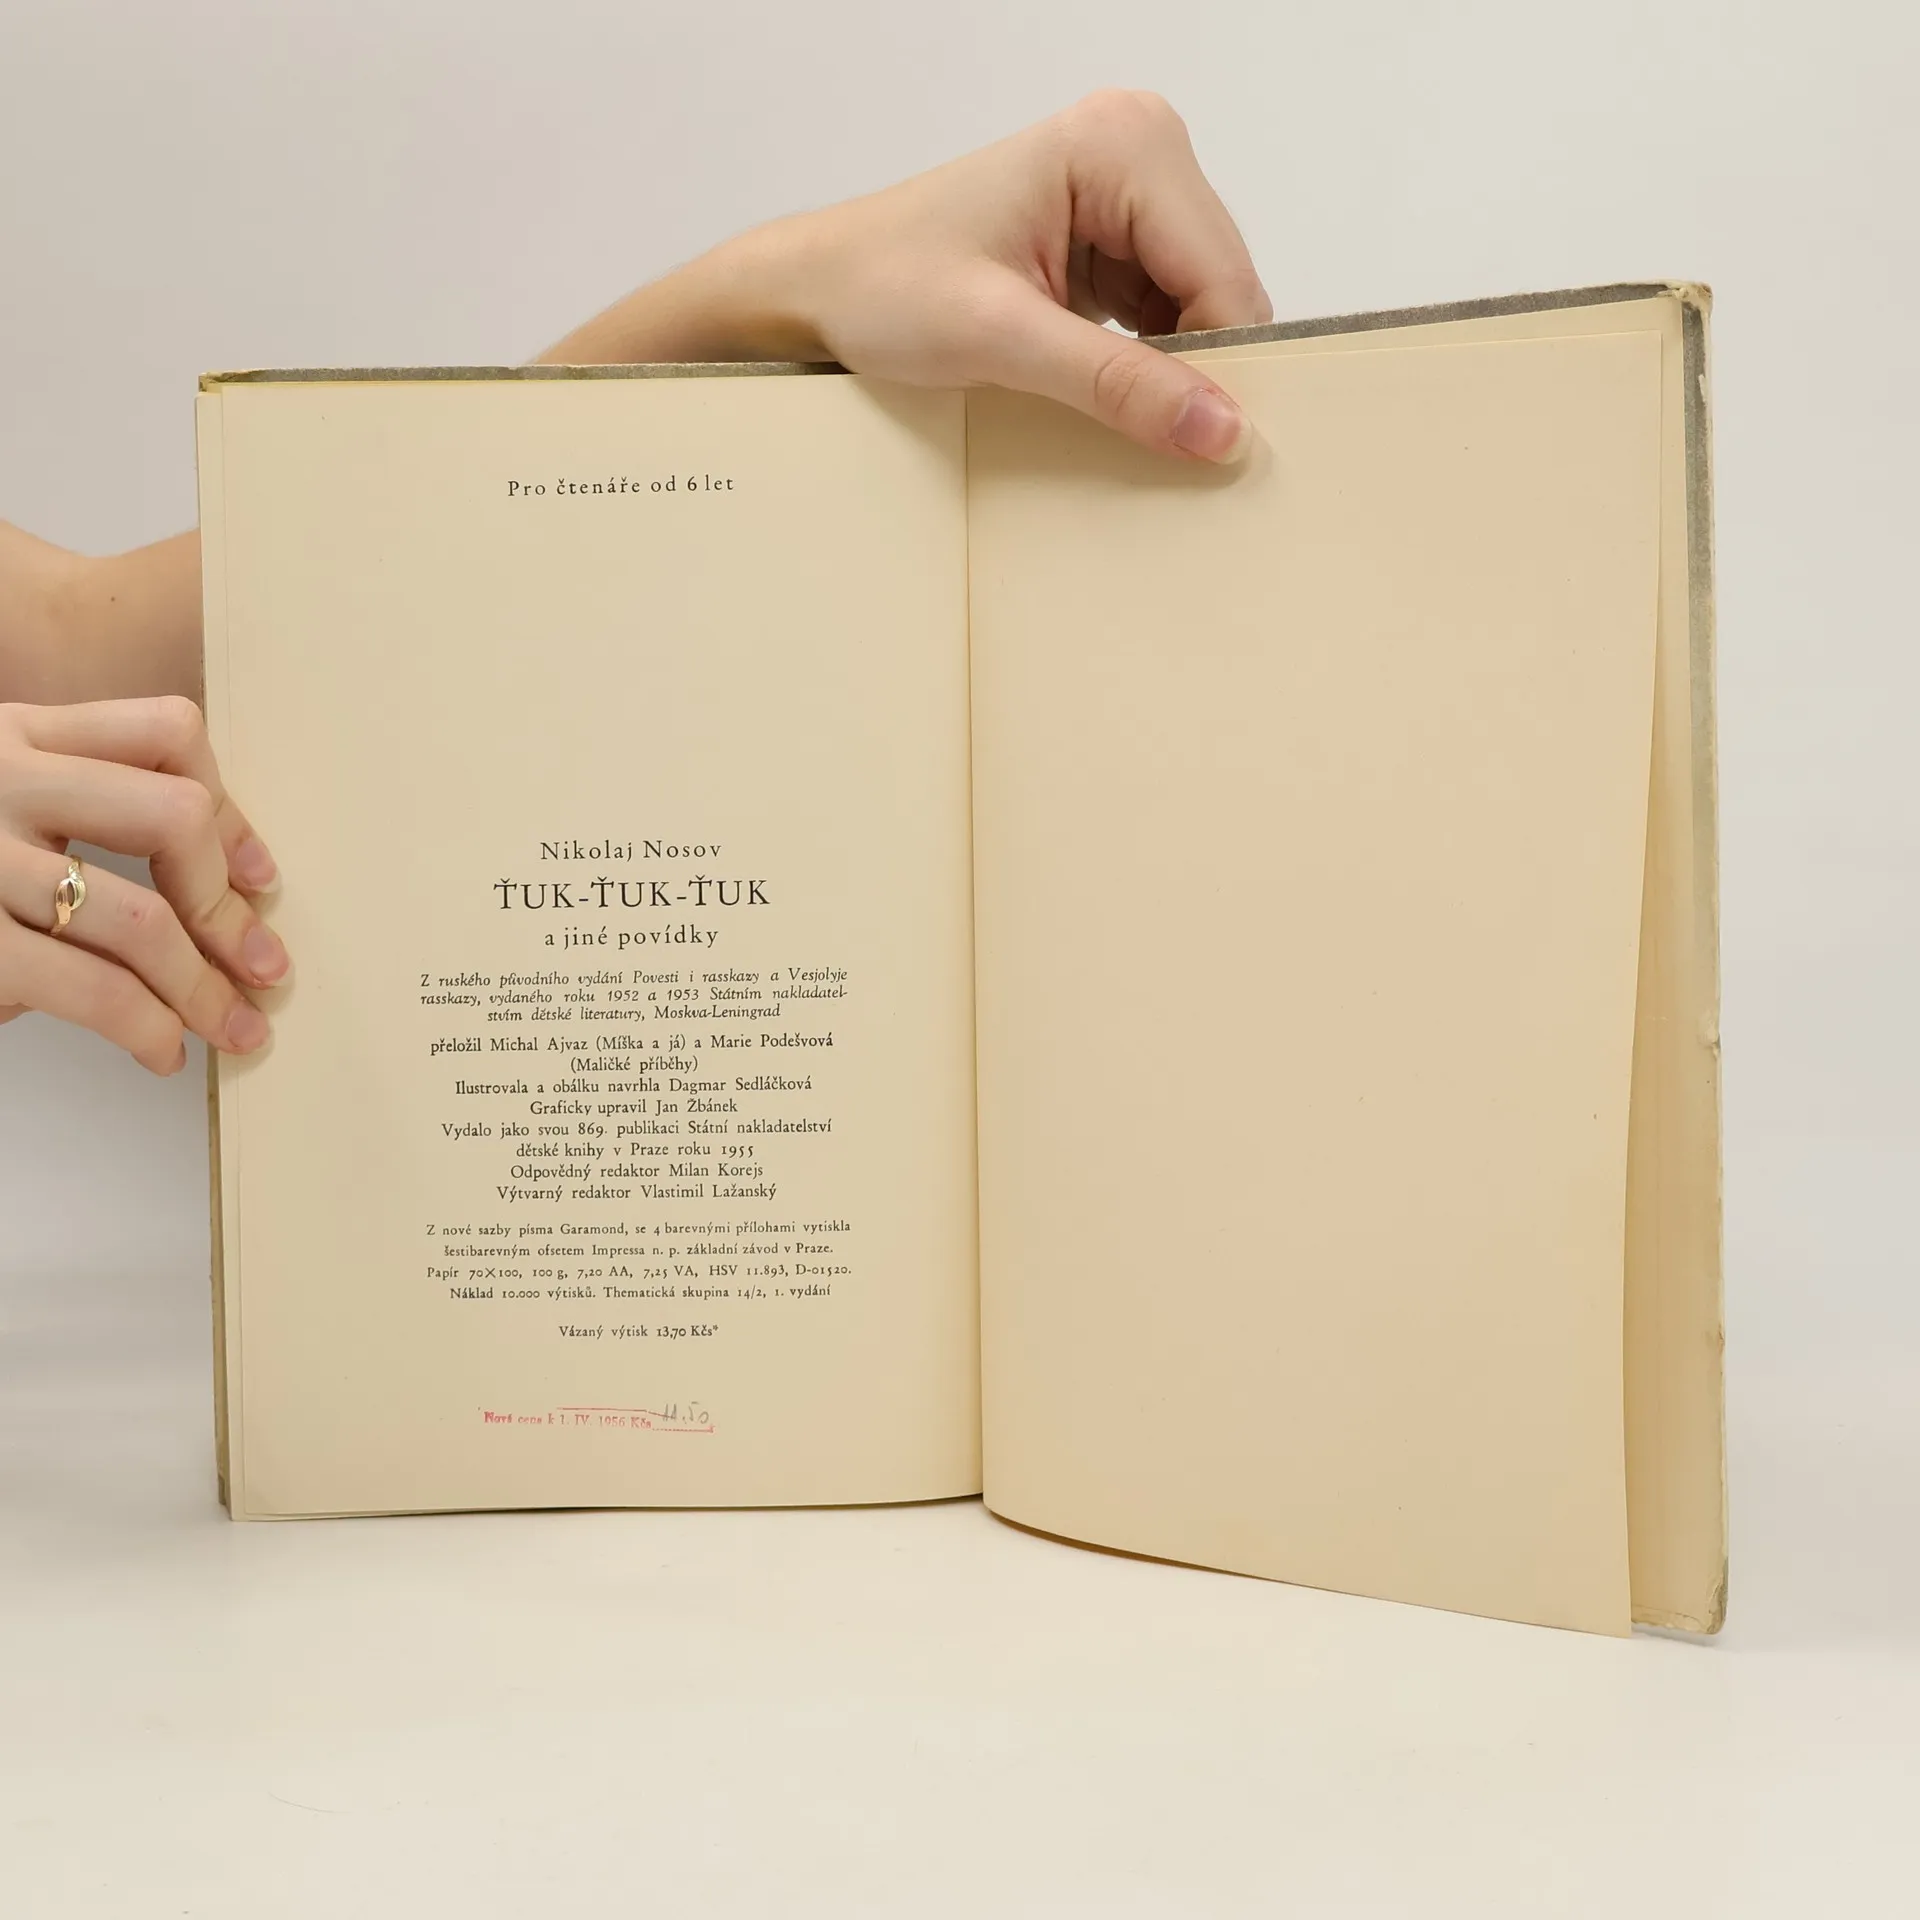 Pro čtenáře od 6 let
Nikolaj Nosov
ŤUK-ŤUK-ŤUK
a jiné povídky
Z ruského původního vydání Povesti i rasskazy a Vesjolyje
rasskazy, vydaného roku 1952 a 1953 Státním nakladatel-
stvím dětské literatury, Moskva-Leningrad
přeložil Michal Ajvaz (Míška a já) a Marie Podešvová
(Maličké příběhy)
Ilustrovala a obálku navrhla Dagmar Sedláčková
Graficky upravil Jan Žbánek
Vydalo jako svou 869. publikaci Státní nakladatelství
dětské knihy v Praze roku 1955
Odpovědný redaktor Milan Korejs
Výtvarný redaktor Vlastimil Lažanský
Z nové sazby písma Garamond, se 4 barevnými přílohami vytiskla
šestibarevným ofsetem Impressa n. p. základní závod v Praze.
Papír 70×100, 100 g, 7,20 AA, 7,25 VA, HSV 11.893, D-01520.
Náklad 10.000 výtisků. Thematická skupina 14/2, 1. vydání
Vázaný výtisk 13,70 Kčs*
Nová cena k 1. IV. 1956 Kčs 11.50